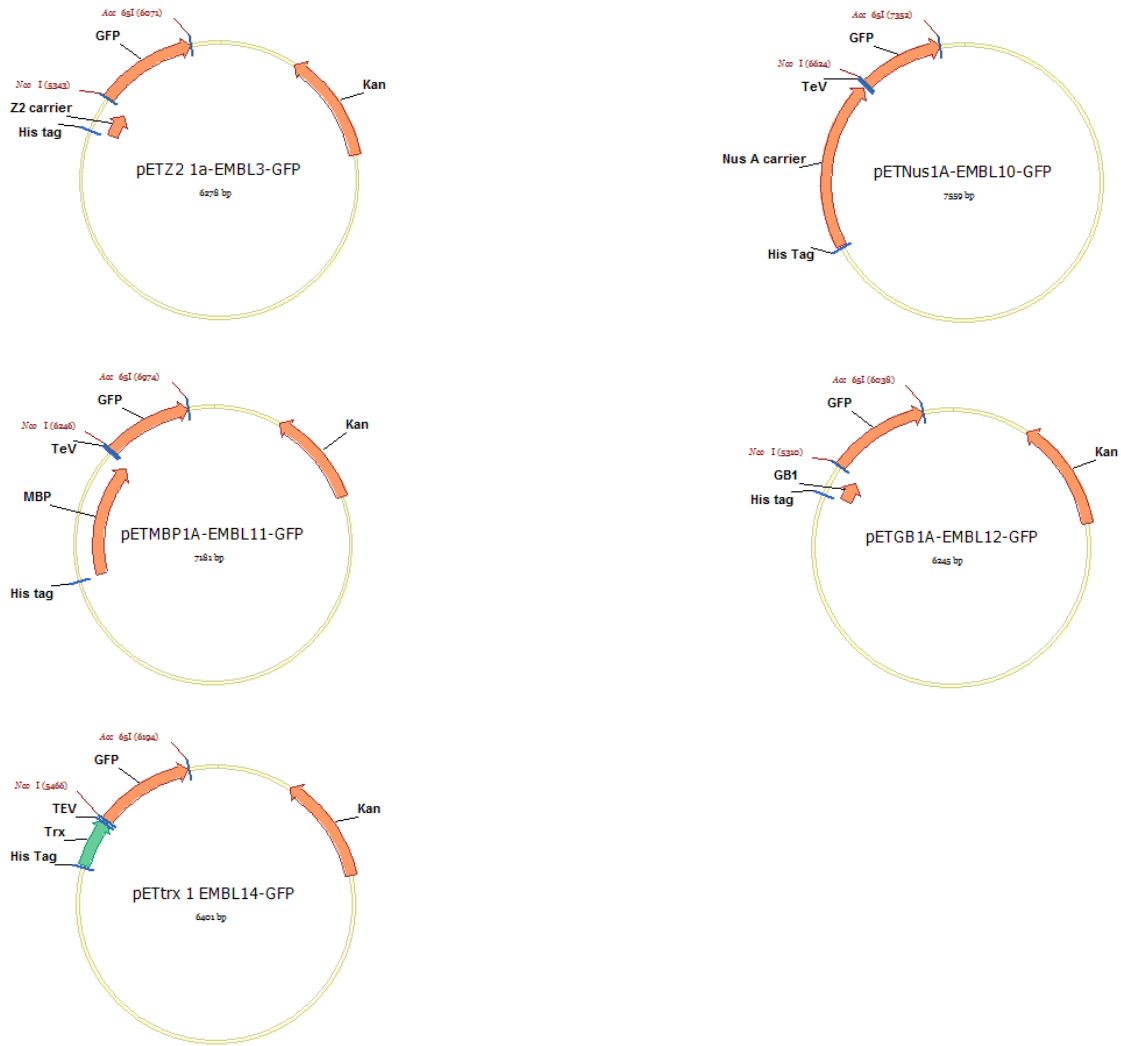 Acc 65I (6071)
GFP
Nco I (5343)
Z2 carrier
His tag
Kan
pETZ2 1a-EMBL3-GFP
6278 bp
Acc 65I (7352)
GFP
Nco I (6624)
TeV
Nus A carrier
His Tag
pETNus1A-EMBL10-GFP
7559 bp
Acc 65I (6974)
GFP
Nco I (6246)
TeV
MBP
His tag
Kan
pETMBP1A-EMBL11-GFP
7181 bp
Acc 65I (6038)
GFP
Nco I (5310)
GB1
His tag
Kan
pETGB1A-EMBL12-GFP
6245 bp
Acc 65I (6194)
GFP
Nco I (5466)
TEV
Trx
His Tag
Kan
pETtrx 1 EMBL14-GFP
6401 bp